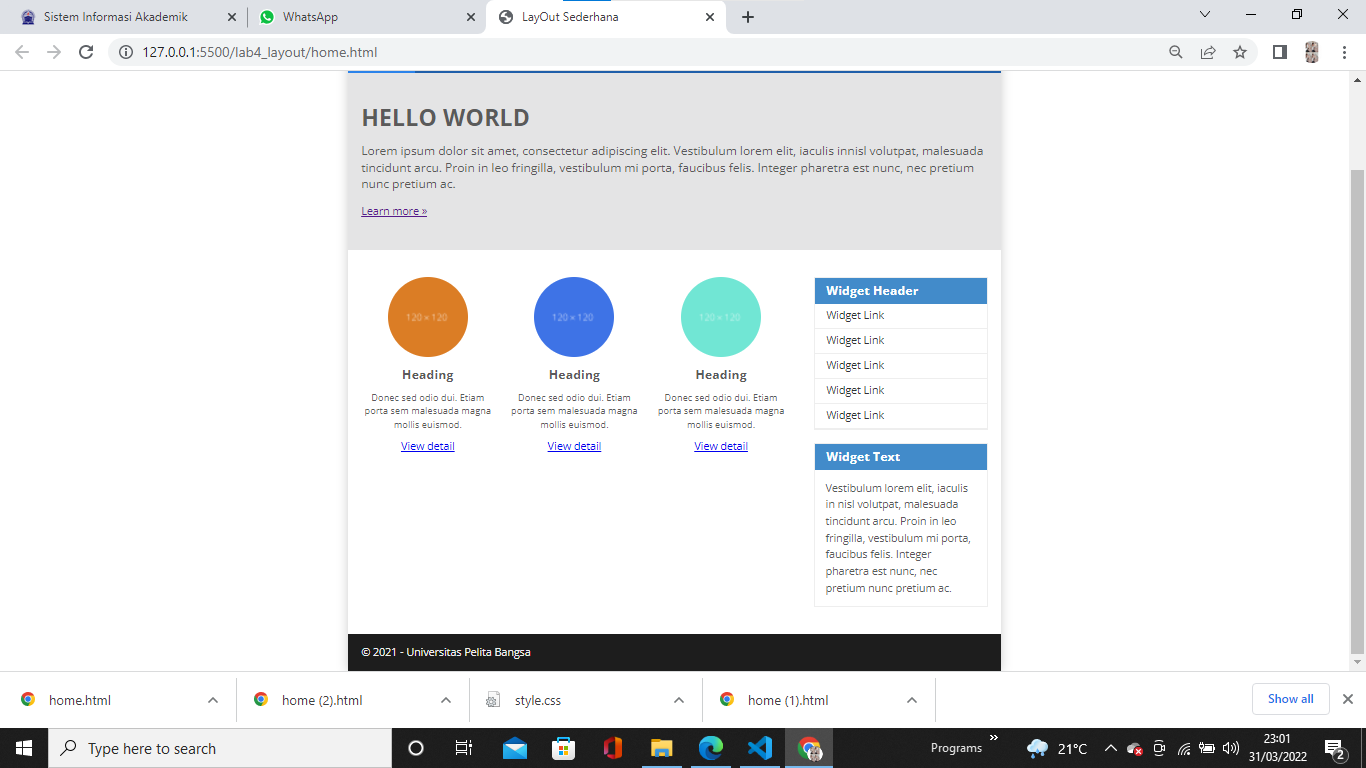 Sistem Informasi Akademik
WhatsApp
LayOut Sederhana
127.0.0.1:5500/lab4_layout/home.html
HELLO WORLD
Lorem ipsum dolor sit amet, consectetur adipiscing elit. Vestibulum lorem elit, iaculis innisl volutpat, malesuada
tincidunt arcu. Proin in leo fringilla, vestibulum mi porta, faucibus felis. Integer pharetra est nunc, nec pretium
nunc pretium ac.
Learn more »
120 × 120
Heading
Donec sed odio dui. Etiam
porta sem malesuada magna
mollis euismod.
View detail
120 × 120
Heading
Donec sed odio dui. Etiam
porta sem malesuada magna
mollis euismod.
View detail
120 × 120
Heading
Donec sed odio dui. Etiam
porta sem malesuada magna
mollis euismod.
View detail
Widget Header
Widget Link
Widget Link
Widget Link
Widget Link
Widget Link
Widget Text
Vestibulum lorem elit, iaculis
in nisl volutpat, malesuada
tincidunt arcu. Proin in leo
fringilla, vestibulum mi porta,
faucibus felis. Integer
pharetra est nunc, nec
pretium nunc pretium ac.
© 2021 - Universitas Pelita Bangsa
home.html
home (2).html
style.css
home (1).html
Show all
Type here to search
Programs
21°C
23:01
31/03/2022
2